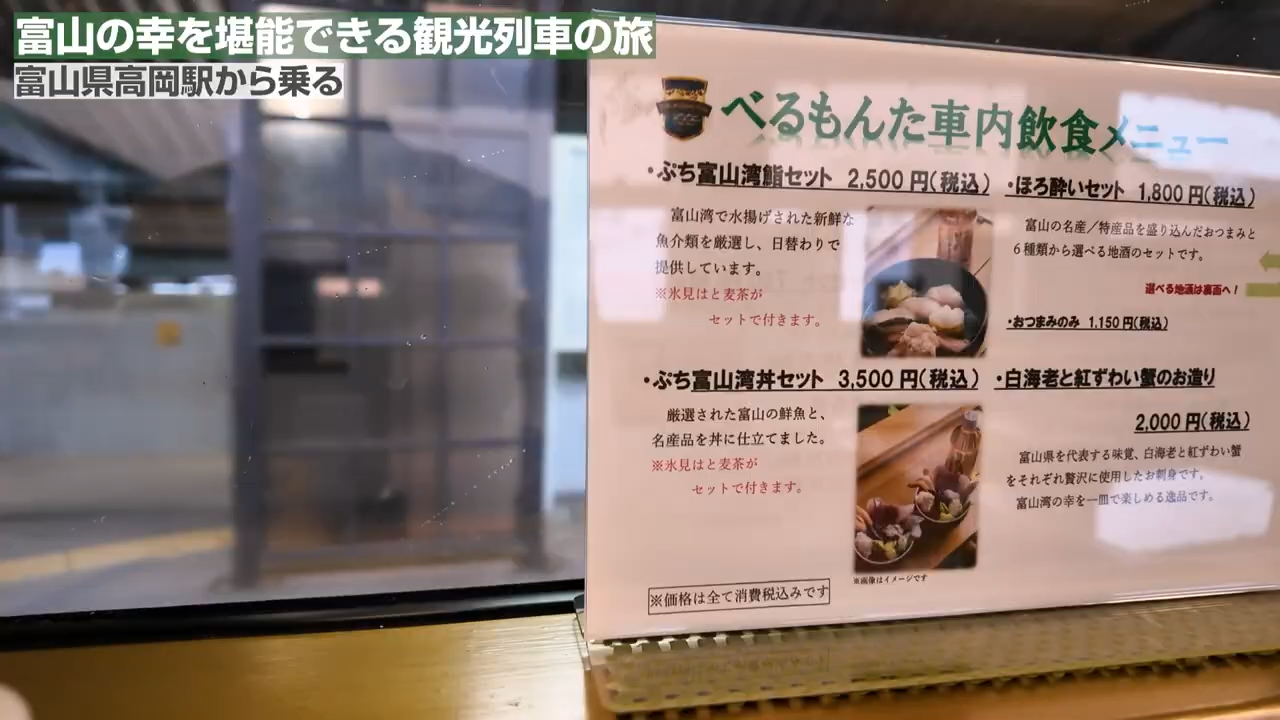 富山の幸を堪能できる観光列車の旅
富山県高岡駅から乗る
べるもんた車内飲食メニュー
・ぷち富山湾鮨セット 2,500円(税込)
富山湾で水揚げされた新鮮な
魚介類を厳選し、日替わりで
提供しています。
※氷見はと麦茶が
セットで付きます。
・ぷち富山湾丼セット 3,500円(税込)
厳選された富山の鮮魚と、
名産品を丼に仕立てました。
※氷見はと麦茶が
セットで付きます。
※画像はイメージです
※価格は全て消費税込みです
・ほろ酔いセット 1,800円(税込)
富山の名産／特産品を盛り込んだおつまみと
6種類から選べる地酒のセットです。
選べる地酒は裏面へ！
・おつまみのみ 1,150円(税込)
・白海老と紅ずわい蟹のお造り
2,000円(税込)
富山県を代表する味覚、白海老と紅ずわい蟹
をそれぞれ贅沢に使用したお刺身です。
富山湾の幸を一皿で楽しめる逸品です。